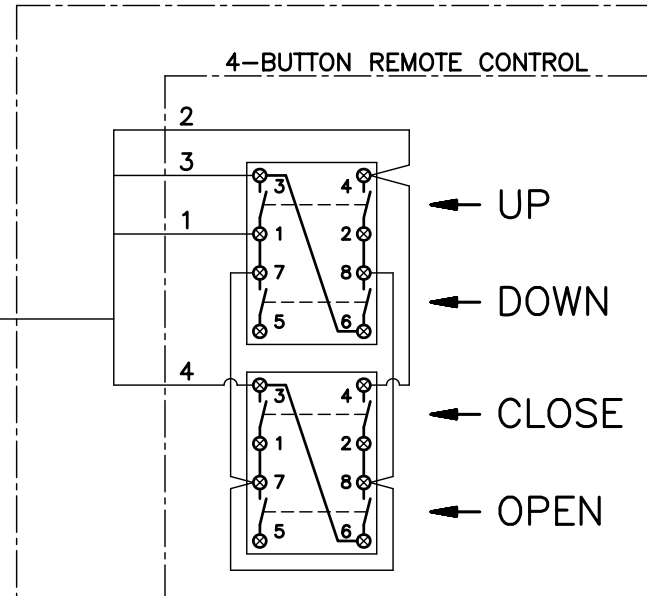 4-BUTTON REMOTE CONTROL
2
3
3 4
UP
1
1 2
7 8
DOWN
5 6
4
3 4
CLOSE
1 2
7 8
OPEN
5 6